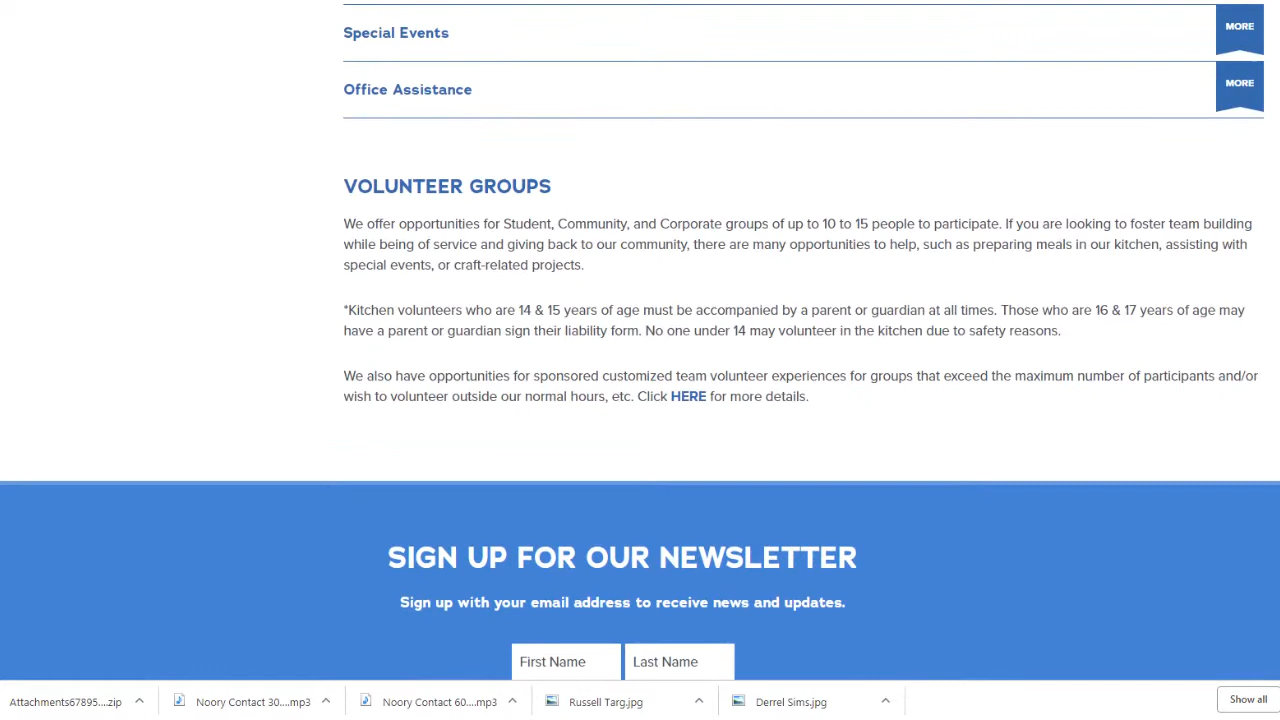 Special Events
MORE
Office Assistance
MORE
VOLUNTEER GROUPS
We offer opportunities for Student, Community, and Corporate groups of up to 10 to 15 people to participate. If you are looking to foster team building
while being of service and giving back to our community, there are many opportunities to help, such as preparing meals in our kitchen, assisting with
special events, or craft-related projects.
*Kitchen volunteers who are 14 & 15 years of age must be accompanied by a parent or guardian at all times. Those who are 16 & 17 years of age may
have a parent or guardian sign their liability form. No one under 14 may volunteer in the kitchen due to safety reasons.
We also have opportunities for sponsored customized team volunteer experiences for groups that exceed the maximum number of participants and/or
wish to volunteer outside our normal hours, etc. Click HERE for more details.
SIGN UP FOR OUR NEWSLETTER
Sign up with your email address to receive news and updates.
First Name
Last Name
Attachments67895....zip
Noory Contact 30....mp3
Noory Contact 60....mp3
Russell Targ.jpg
Derrel Sims.jpg
Show all